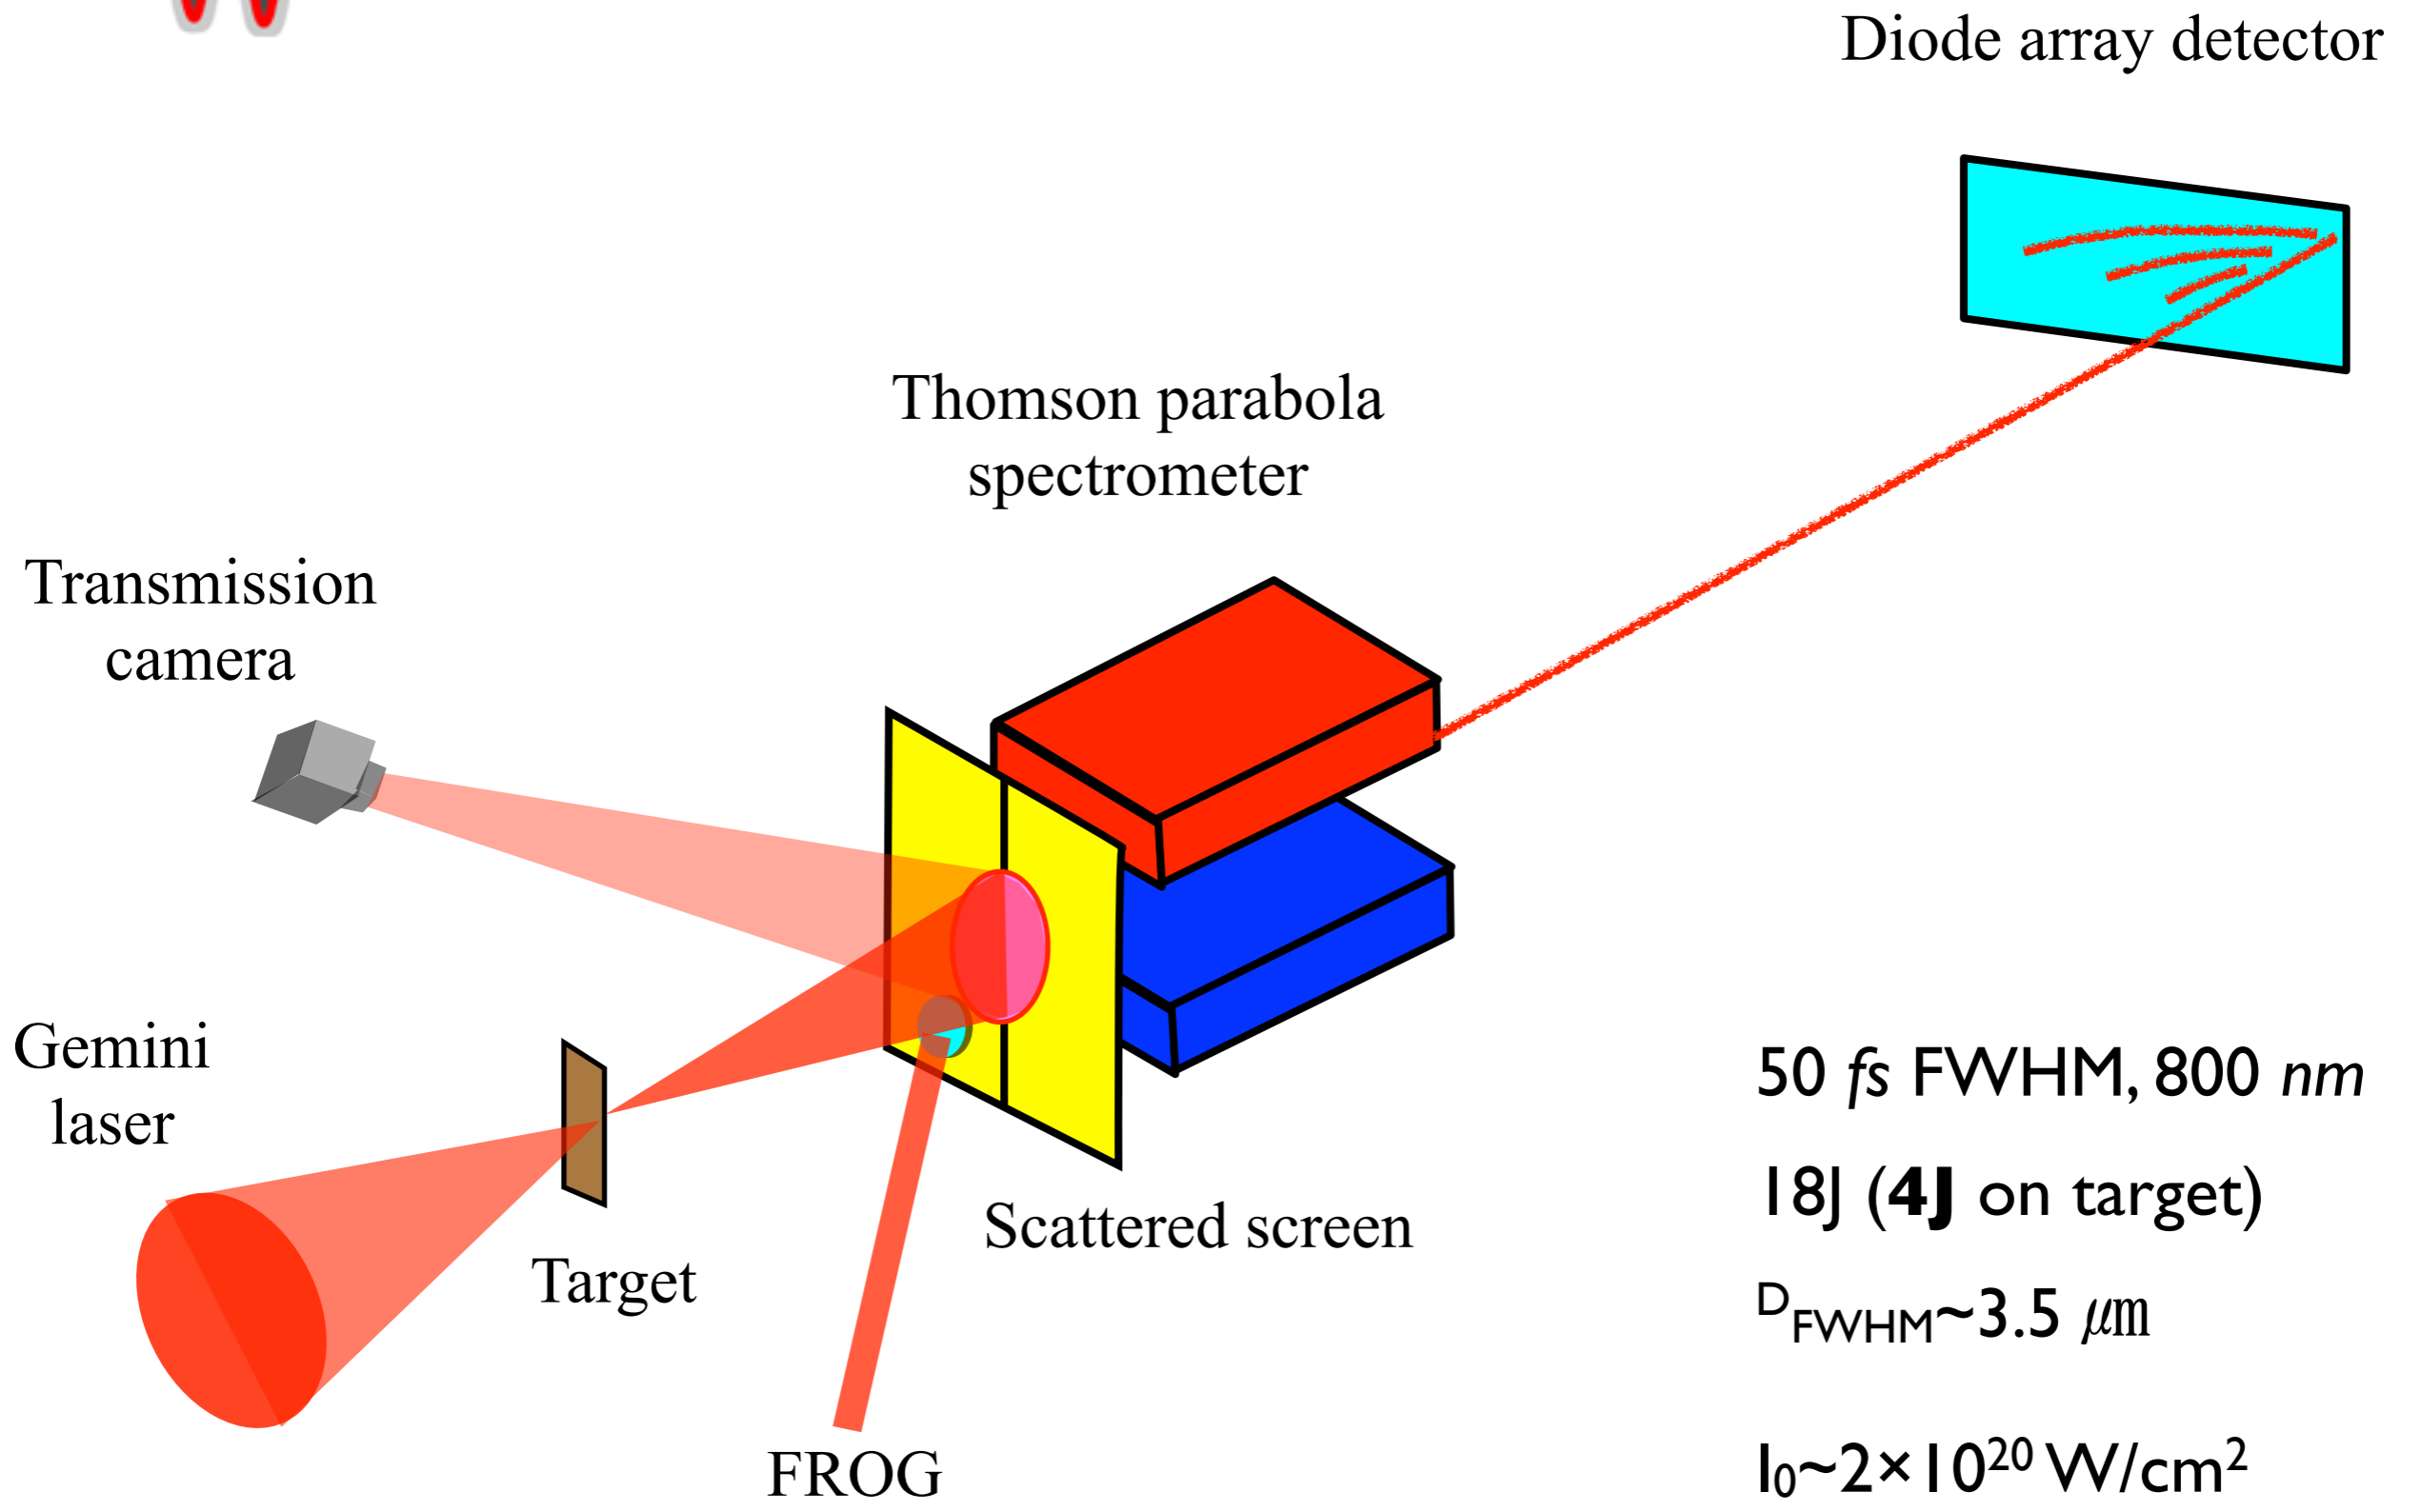 Diode array detector
Thomson parabola
spectrometer
Transmission
camera
Gemini
laser
Target
Scattered screen
FROG
50 fs FWHM, 800 nm
18J (4J on target)
DFWHM~3.5 μm
I0~2×10²⁰ W/cm²